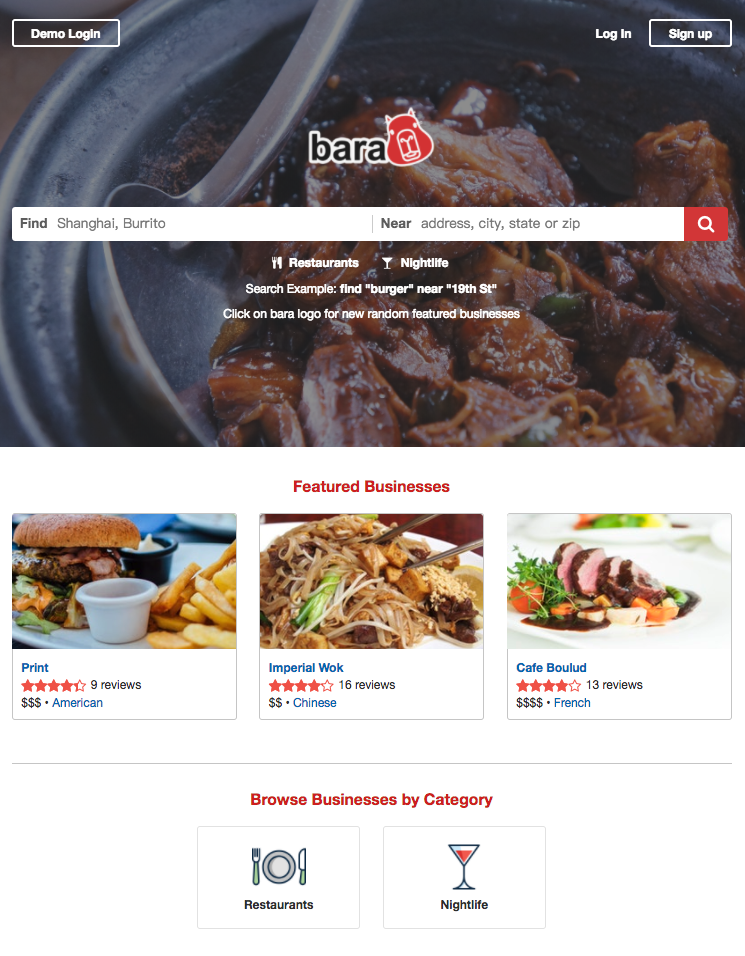 Demo Login
Log In
Sign up
bara
Find Shanghai, Burrito
Near address, city, state or zip
Restaurants
Nightlife
Search Example: find "burger" near "19th St"
Click on bara logo for new random featured businesses
Featured Businesses
Print
9 reviews
$$$ • American
Imperial Wok
16 reviews
$$ • Chinese
Cafe Boulud
13 reviews
$$$$ • French
Browse Businesses by Category
Restaurants
Nightlife